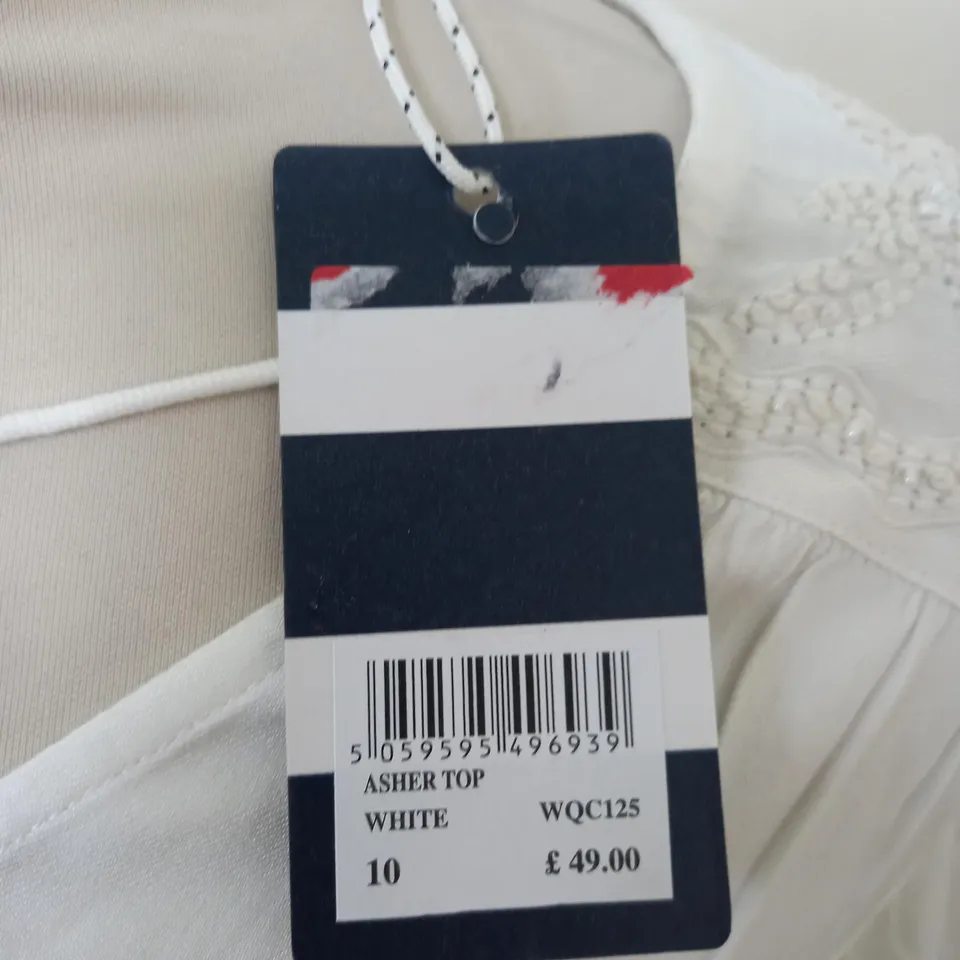 5 059595 496939
ASHER TOP
WHITE WQC125
10 £ 49.00